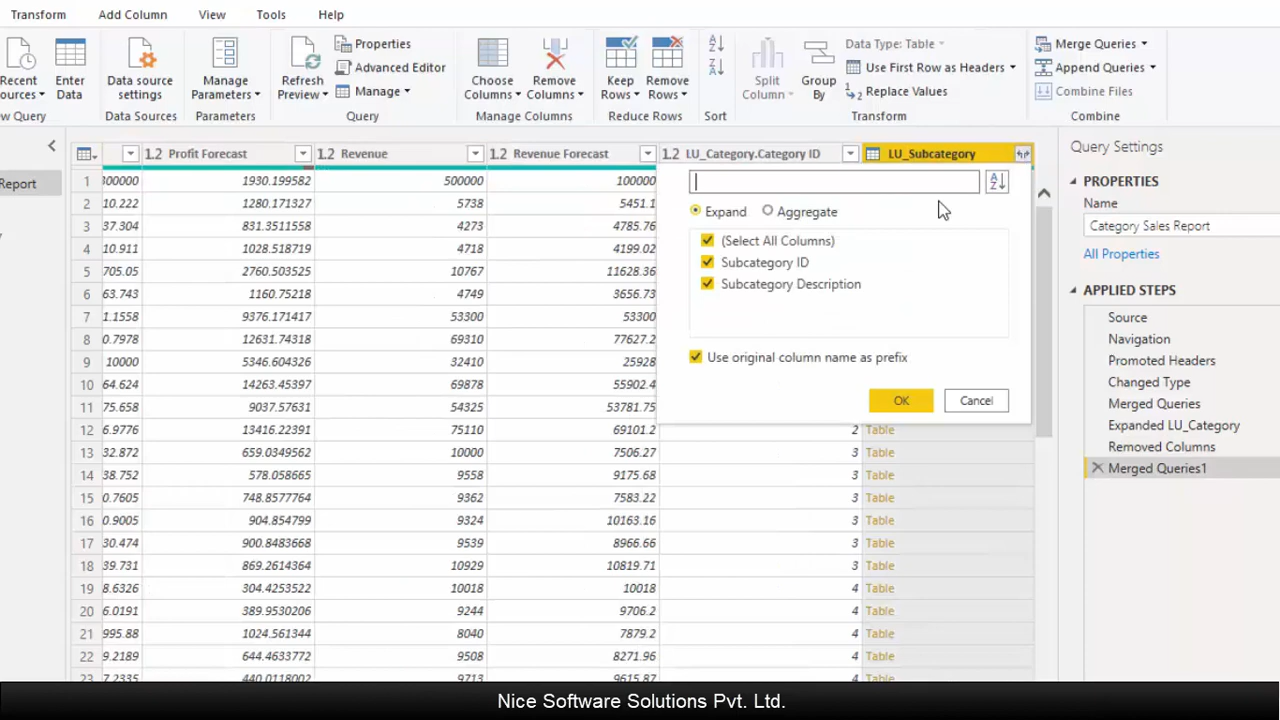 Transform Add Column View Tools Help
Recent Sources Enter Data Data source settings Manage Parameters Refresh Preview Properties Advanced Editor Manage Choose Columns Remove Columns Keep Rows Remove Rows Split Column Group By Data Type: Table Use First Row as Headers Replace Values Merge Queries Append Queries Combine Files
Query Data Sources Parameters Query Manage Columns Reduce Rows Sort Transform Combine
Report
1.2 Profit Forecast 1.2 Revenue 1.2 Revenue Forecast 1.2 LU_Category.Category ID LU_Subcategory
1 300000 1930.199582 500000 100000
2 10.222 1280.171327 5738 5451.1
3 37.304 831.3511558 4273 4785.76
4 10.911 1028.518719 4718 4199.02
5 705.05 2760.503525 10767 11628.36
6 63.743 1160.75218 4749 3656.73
7 1.1558 9376.171417 53300 53300
8 0.7978 12631.74318 69310 77627.2
9 10000 5346.604326 32410 25928
10 64.624 14263.45397 69878 55902.4
11 75.658 9037.57631 54325 53781.75
12 6.9776 13416.22391 75110 69101.2 2 Table
13 32.872 659.0349562 10000 7506.27 3 Table
14 38.752 578.058665 9558 9175.68 3 Table
15 0.7605 748.8577764 9362 7583.22 3 Table
16 0.9005 904.854799 9324 10163.16 3 Table
17 30.474 900.8483668 9539 8966.66 3 Table
18 39.731 869.2614364 10929 10819.71 3 Table
19 8.6326 304.4253552 10018 10018 4 Table
20 6.0191 389.9530206 9244 9706.2 4 Table
21 995.88 1024.561344 8040 7879.2 4 Table
22 9.2189 644.4633772 9508 8271.96 4 Table
23 7.2335 440.0118002 9713 9615.87 4 Table
Expand Aggregate
(Select All Columns)
Subcategory ID
Subcategory Description
Use original column name as prefix
OK Cancel
Query Settings
PROPERTIES
Name
Category Sales Report
All Properties
APPLIED STEPS
Source
Navigation
Promoted Headers
Changed Type
Merged Queries
Expanded LU_Category
Removed Columns
Merged Queries1
Nice Software Solutions Pvt. Ltd.